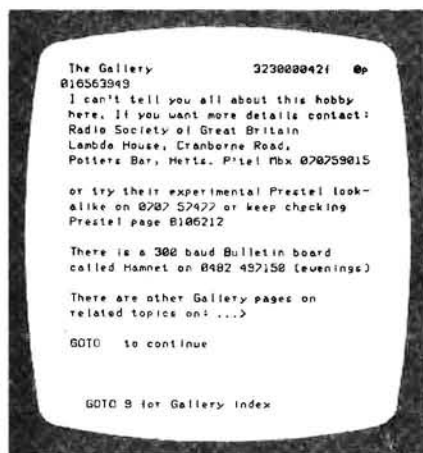 The Gallery 323000042f 0p
016563949
I can't tell you all about this hobby
here. If you want more details contact:
Radio Society of Great Britain
Lambda House, Cranborne Road,
Potters Bar, Herts. P'tel Mbx 070759015
or try their experimental Prestel look-
alike on 0707 57477 or keep checking
Prestel page 8106212
There is a 300 baud Bulletin board
called Hamnet on 0482 497150 (evenings)
There are other Gallery pages on
related topics on: ...>
GOTO to continue
GOTO 9 for Gallery Index